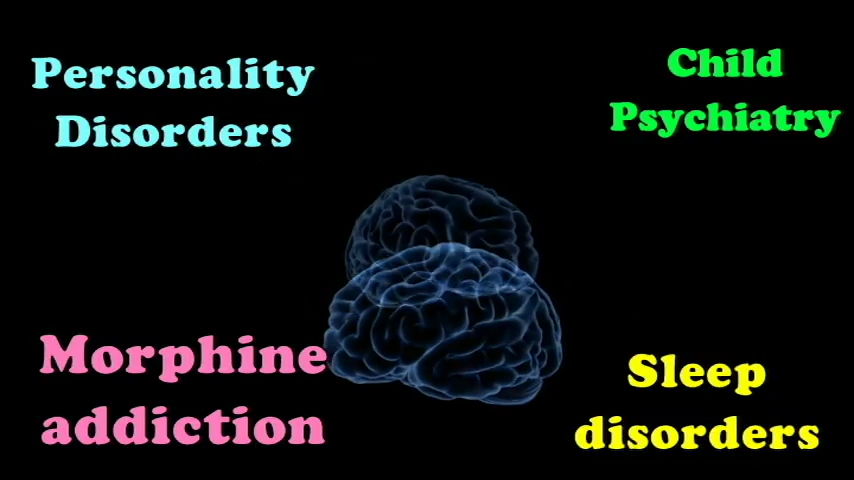 Personality
Disorders
Child
Psychiatry
Morphine
addiction
Sleep
disorders